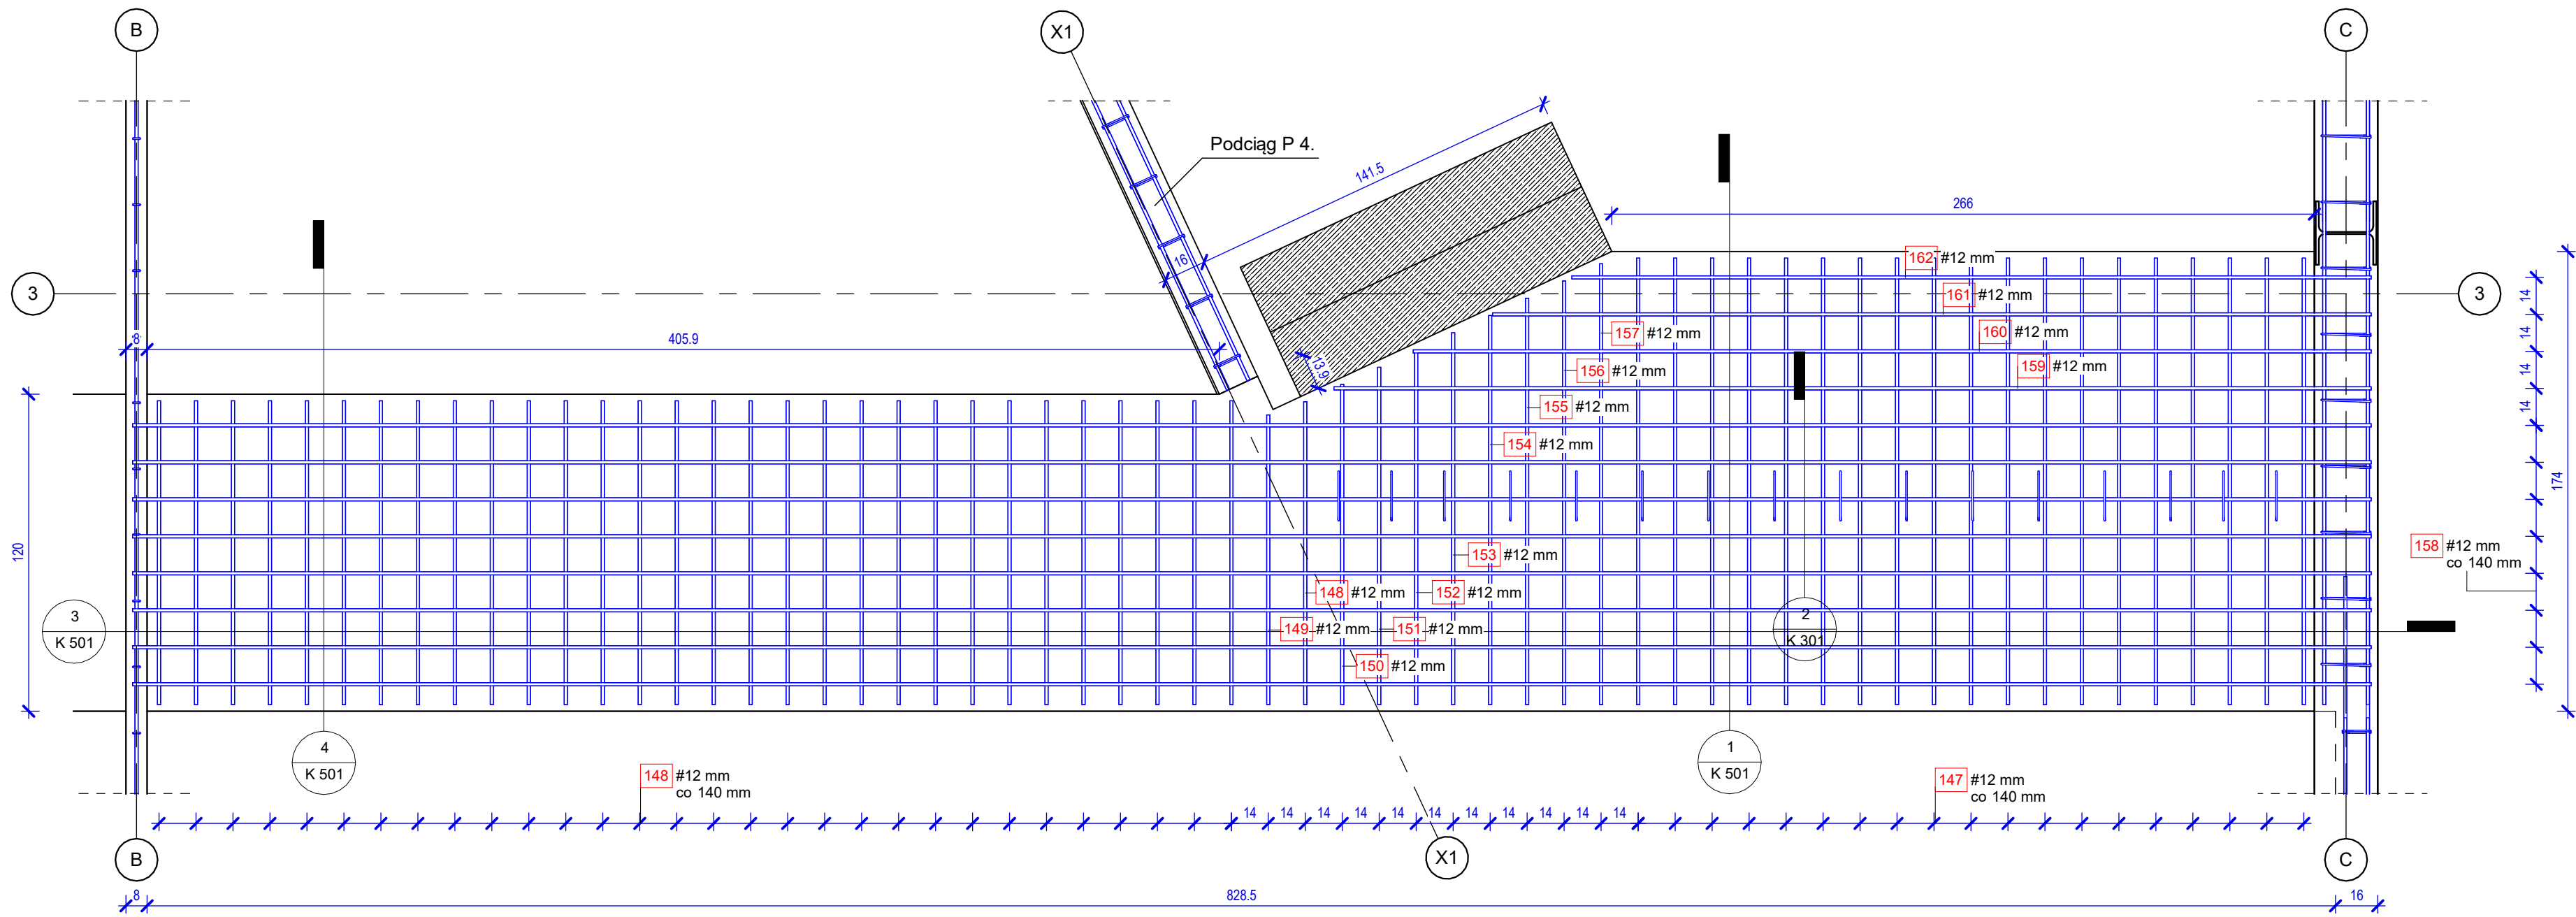 B
X1
C
Podciąg P 4.
141.5
266
16
162 #12 mm
3
161 #12 mm
3
14
8
405.9
157 #12 mm
160 #12 mm
14
13.9
156 #12 mm
159 #12 mm
14
155 #12 mm
14
154 #12 mm
174
120
153 #12 mm
158 #12 mm
co 140 mm
148 #12 mm
152 #12 mm
3
K 501
149 #12 mm
151 #12 mm
2
K 301
150 #12 mm
4
K 501
1
K 501
148 #12 mm
co 140 mm
147 #12 mm
co 140 mm
14 14 14 14 14 14 14 14 14 14 14
B
X1
C
8
828.5
16